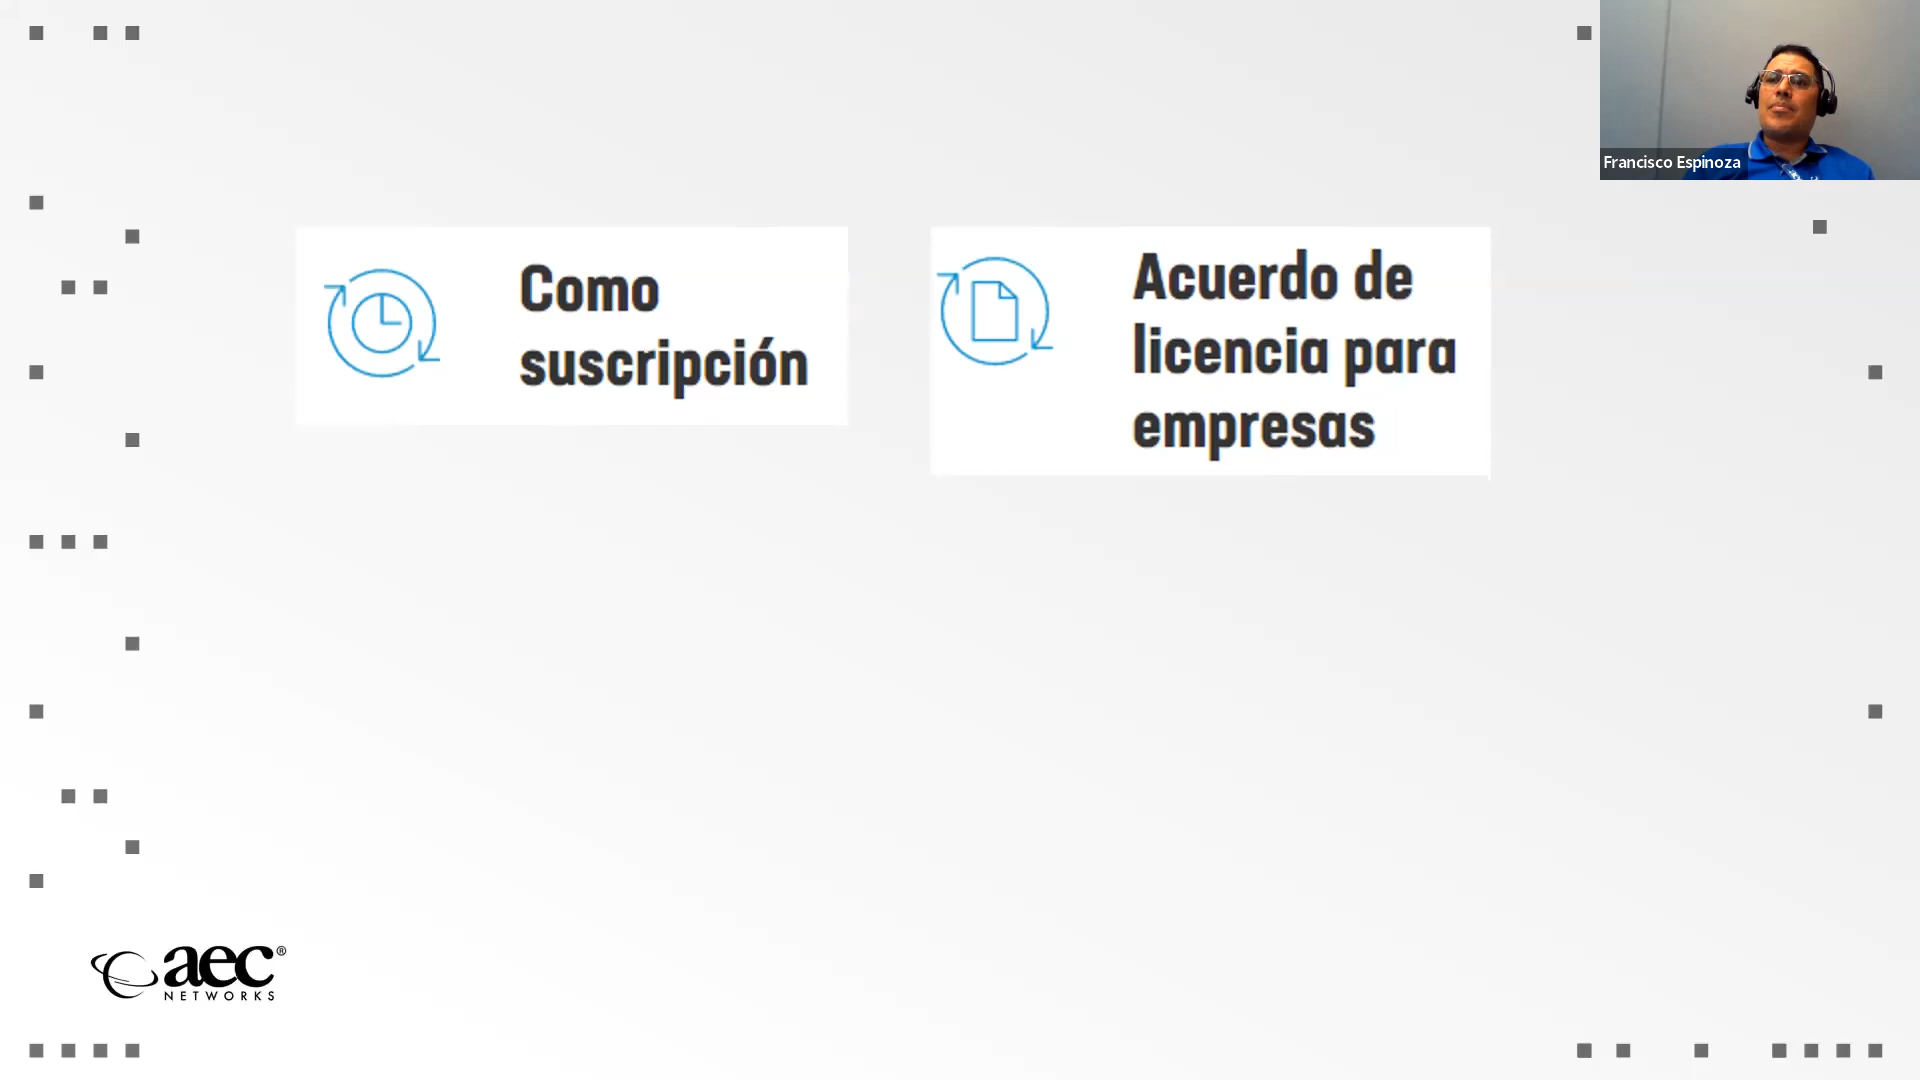 Francisco Espinoza
Como
suscripción
Acuerdo de
licencia para
empresas
aec®
NETWORKS